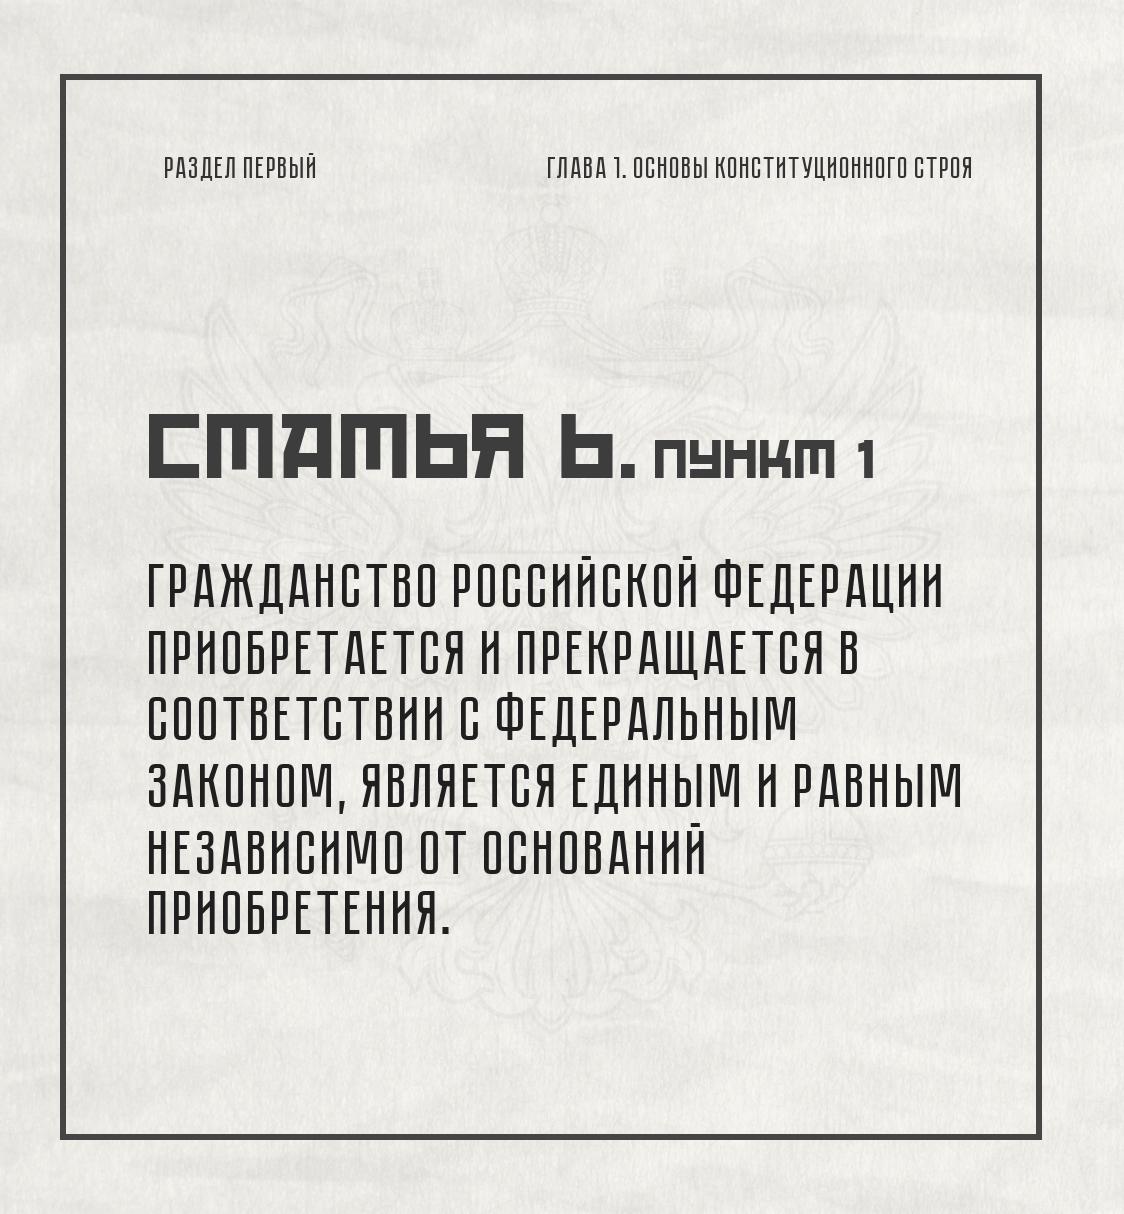 РАЗДЕЛ ПЕРВЫЙ
ГЛАВА 1. ОСНОВЫ КОНСТИТУЦИОННОГО СТРОЯ
СТАТЬЯ 6. ПУНКТ 1
ГРАЖДАНСТВО РОССИЙСКОЙ ФЕДЕРАЦИИ
ПРИОБРЕТАЕТСЯ И ПРЕКРАЩАЕТСЯ В
СООТВЕТСТВИИ С ФЕДЕРАЛЬНЫМ
ЗАКОНОМ, ЯВЛЯЕТСЯ ЕДИНЫМ И РАВНЫМ
НЕЗАВИСИМО ОТ ОСНОВАНИЙ
ПРИОБРЕТЕНИЯ.